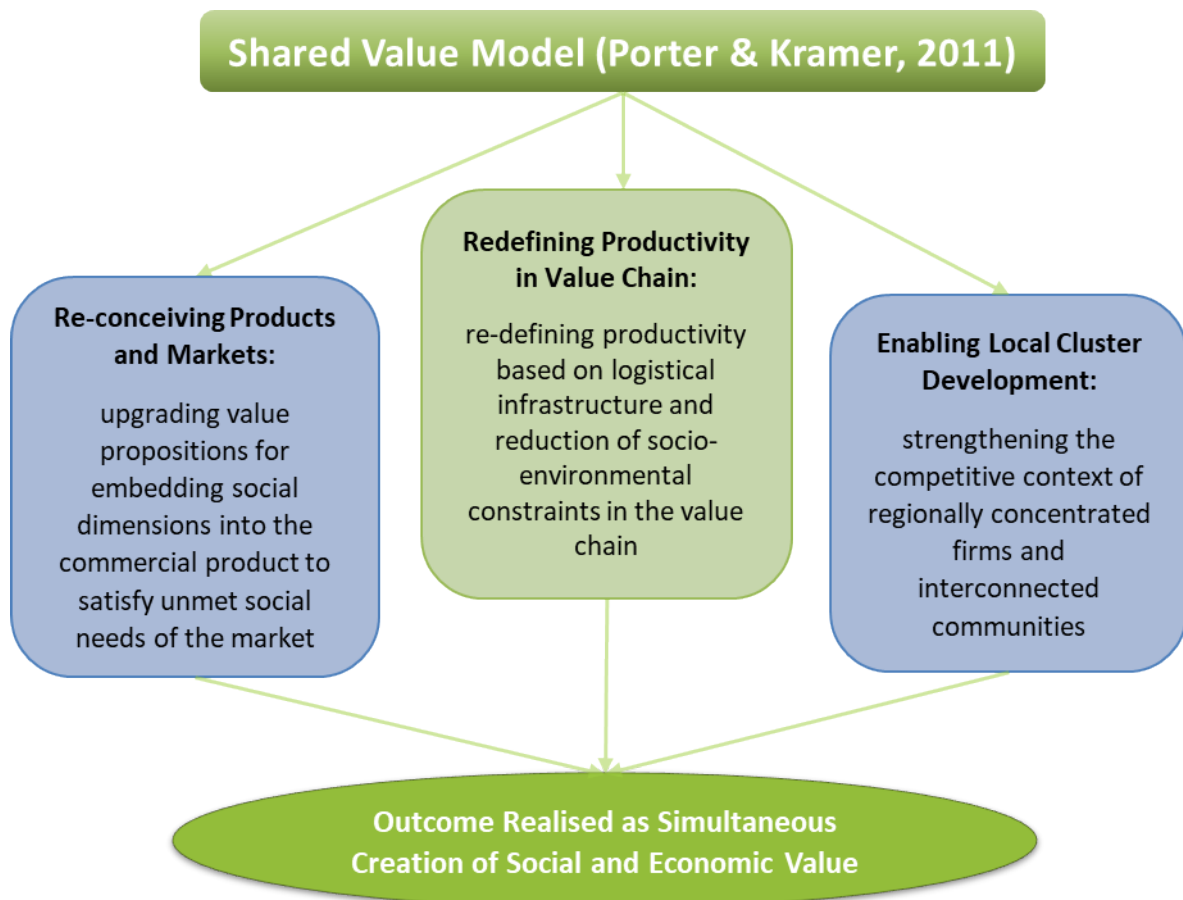 Shared Value Model (Porter & Kramer, 2011)
Re-conceiving Products
and Markets:
upgrading value
propositions for
embedding social
dimensions into the
commercial product to
satisfy unmet social
needs of the market
Redefining Productivity
in Value Chain:
re-defining productivity
based on logistical
infrastructure and
reduction of socio-
environmental
constraints in the value
chain
Enabling Local Cluster
Development:
strengthening the
competitive context of
regionally concentrated
firms and
interconnected
communities
Outcome Realised as Simultaneous
Creation of Social and Economic Value